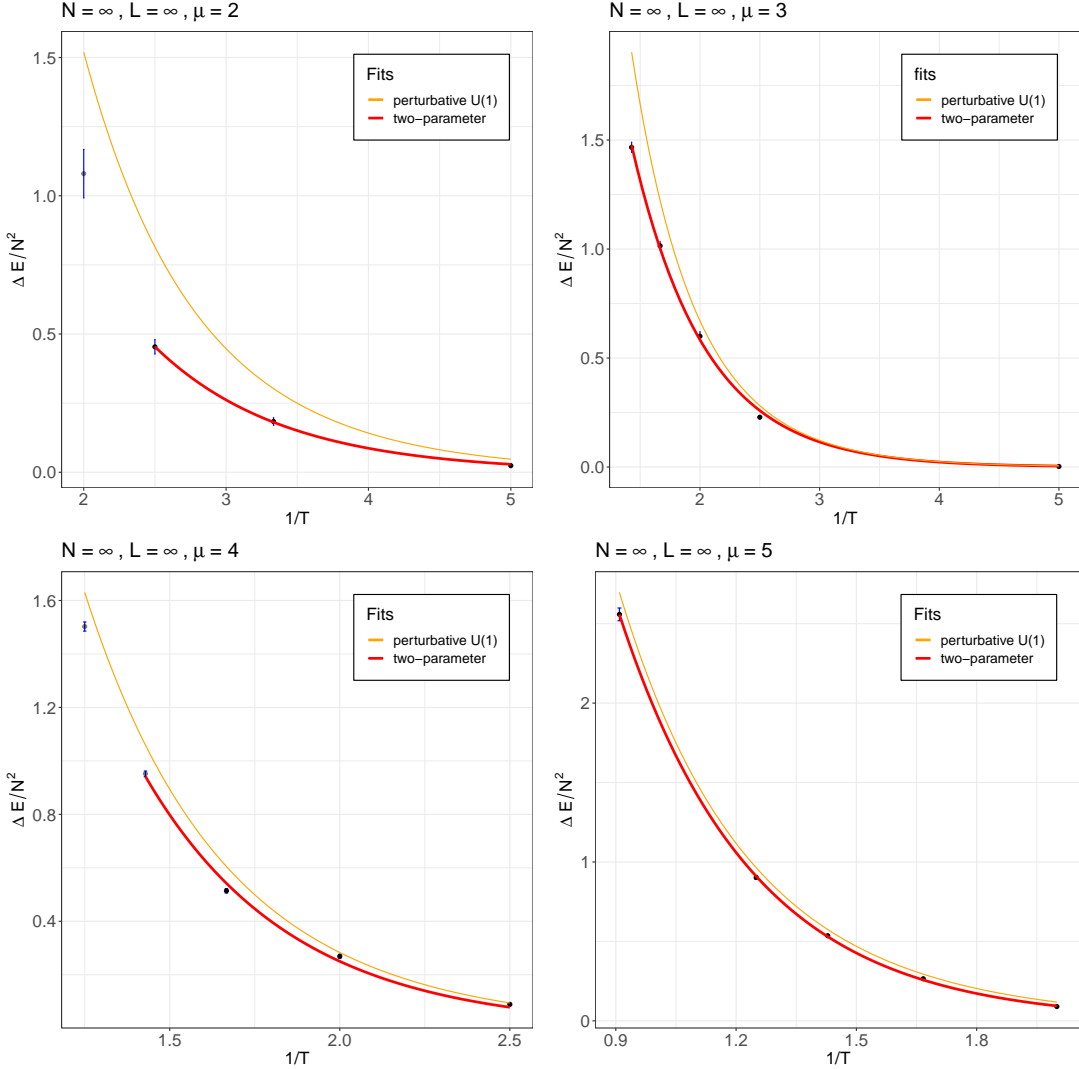 N = ∞ , L = ∞ , μ = 2
1.5
1.0
0.5
0.0
Δ E/N²
2
3
4
5
1/T
Fits
perturbative U(1)
two−parameter
N = ∞ , L = ∞ , μ = 3
1.5
1.0
0.5
0.0
Δ E/N²
2
3
4
5
1/T
fits
perturbative U(1)
two−parameter
N = ∞ , L = ∞ , μ = 4
1.6
1.2
0.8
0.4
Δ E/N²
1.5
2.0
2.5
1/T
Fits
perturbative U(1)
two−parameter
N = ∞ , L = ∞ , μ = 5
2
1
0
Δ E/N²
0.9
1.2
1.5
1.8
1/T
Fits
perturbative U(1)
two−parameter